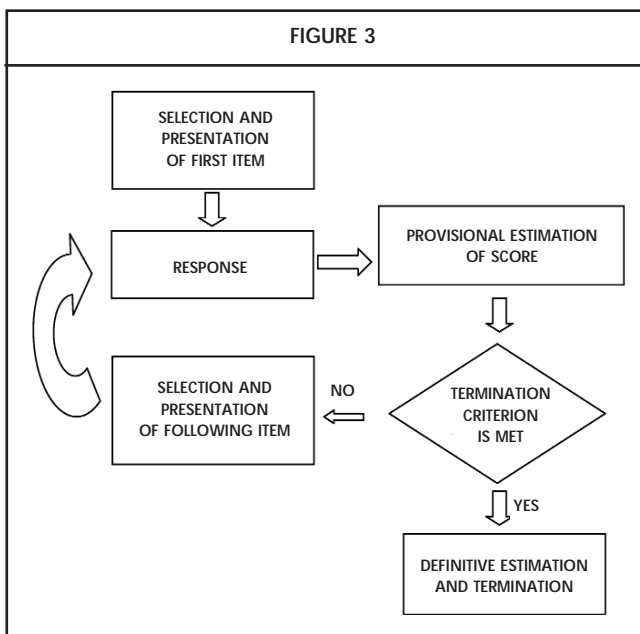 FIGURE 3
SELECTION AND
PRESENTATION
OF FIRST ITEM
RESPONSE
PROVISIONAL ESTIMATION
OF SCORE
TERMINATION
CRITERION
IS MET
NO
SELECTION AND
PRESENTATION
OF FOLLOWING ITEM
YES
DEFINITIVE ESTIMATION
AND TERMINATION